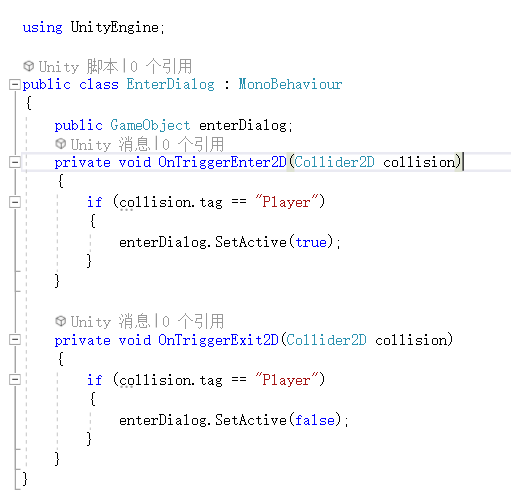 using UnityEngine;
Unity 脚本|0 个引用
public class EnterDialog : MonoBehaviour
{
public GameObject enterDialog;
Unity 消息|0 个引用
private void OnTriggerEnter2D(Collider2D collision)
{
if (collision.tag == "Player")
{
enterDialog.SetActive(true);
}
}
Unity 消息|0 个引用
private void OnTriggerExit2D(Collider2D collision)
{
if (collision.tag == "Player")
{
enterDialog.SetActive(false);
}
}
}